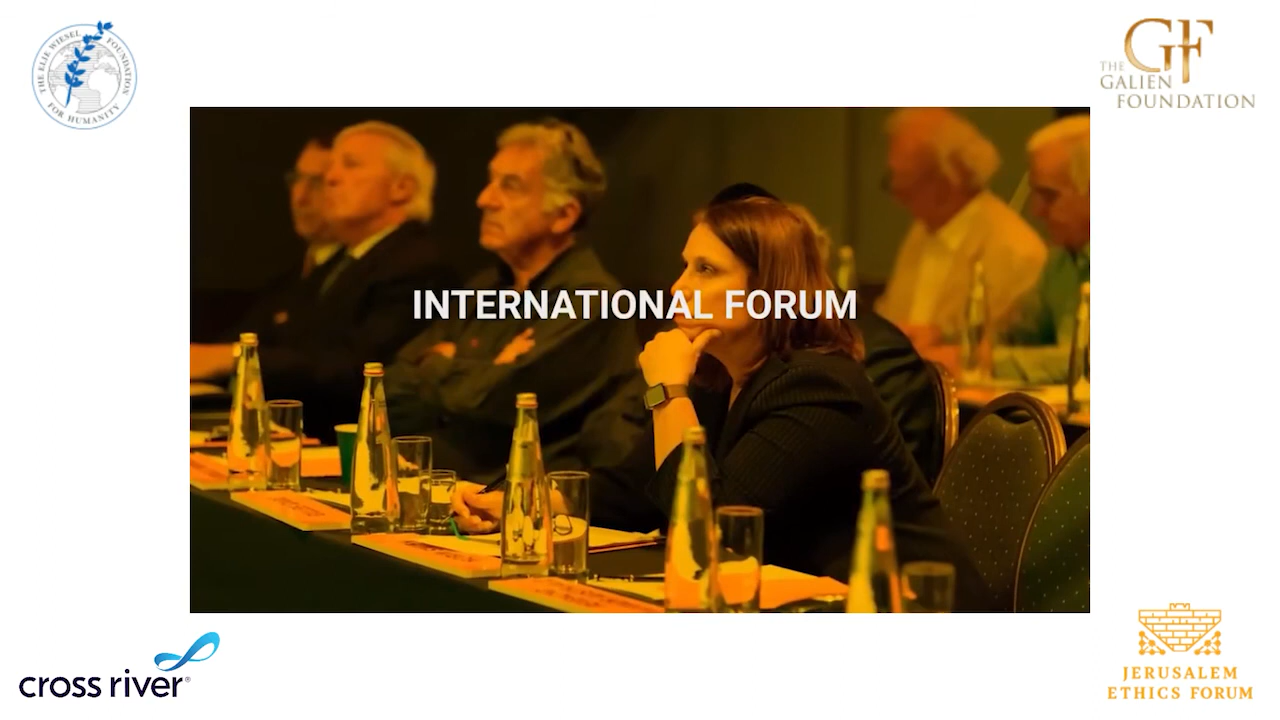 THE ELIE WIESEL FOUNDATION
FOR HUMANITY
GF
THE
GALIEN
FOUNDATION
INTERNATIONAL FORUM
cross river®
JERUSALEM
ETHICS FORUM